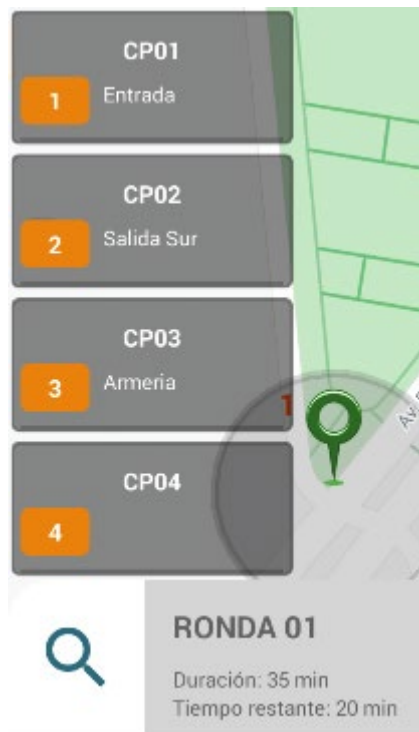 CP01
1
Entrada
CP02
2
Salida Sur
CP03
3
Armeria
1
Av.
CP04
4
RONDA 01
Duración: 35 min
Tiempo restante: 20 min